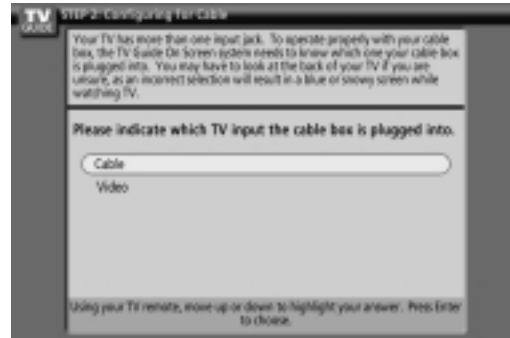 TV
GUIDE
STEP 2: Configuring for Cable
Your TV has more than one input jack. To operate properly with your cable
box, the TV Guide On Screen system needs to know which one your cable box
is plugged into. You may have to look at the back of your TV if you are
unsure, as an incorrect selection will result in a blue or snowy screen while
watching TV.
Please indicate which TV input the cable box is plugged into.
Cable
Video
Using your TV remote, move up or down to highlight your answer. Press Enter
to choose.